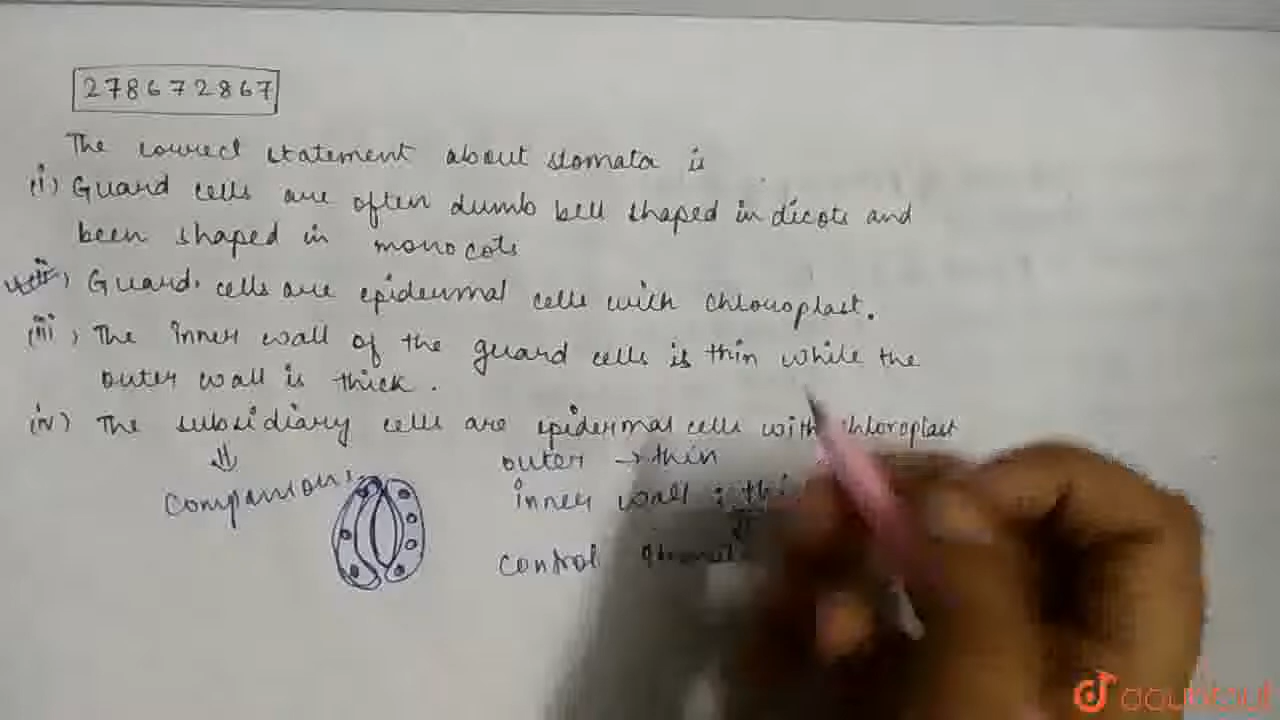 278672867
The correct statement about stomata is
(i) Guard cells are often dumb bell shaped in dicots and
been shaped in monocots
ii) Guard cells are epidermal cells with chloroplast.
(iii) The inner wall of the guard cells is thin while the
outer wall is thick.
(iv) The subsidiary cells are epidermal cells with chloroplast
outer → thin
⇓
companion
inner wall : thi
control
doubtnut